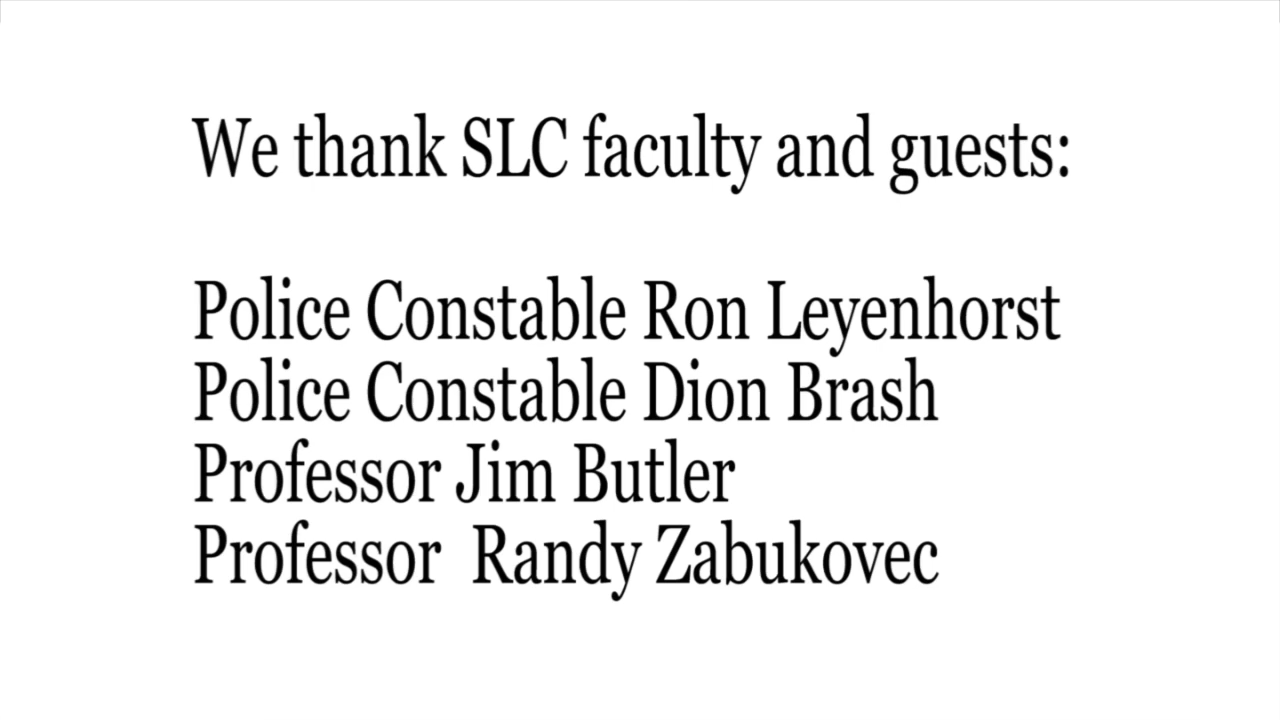 We thank SLC faculty and guests:
Police Constable Ron Leyenhorst
Police Constable Dion Brash
Professor Jim Butler
Professor  Randy Zabukovec